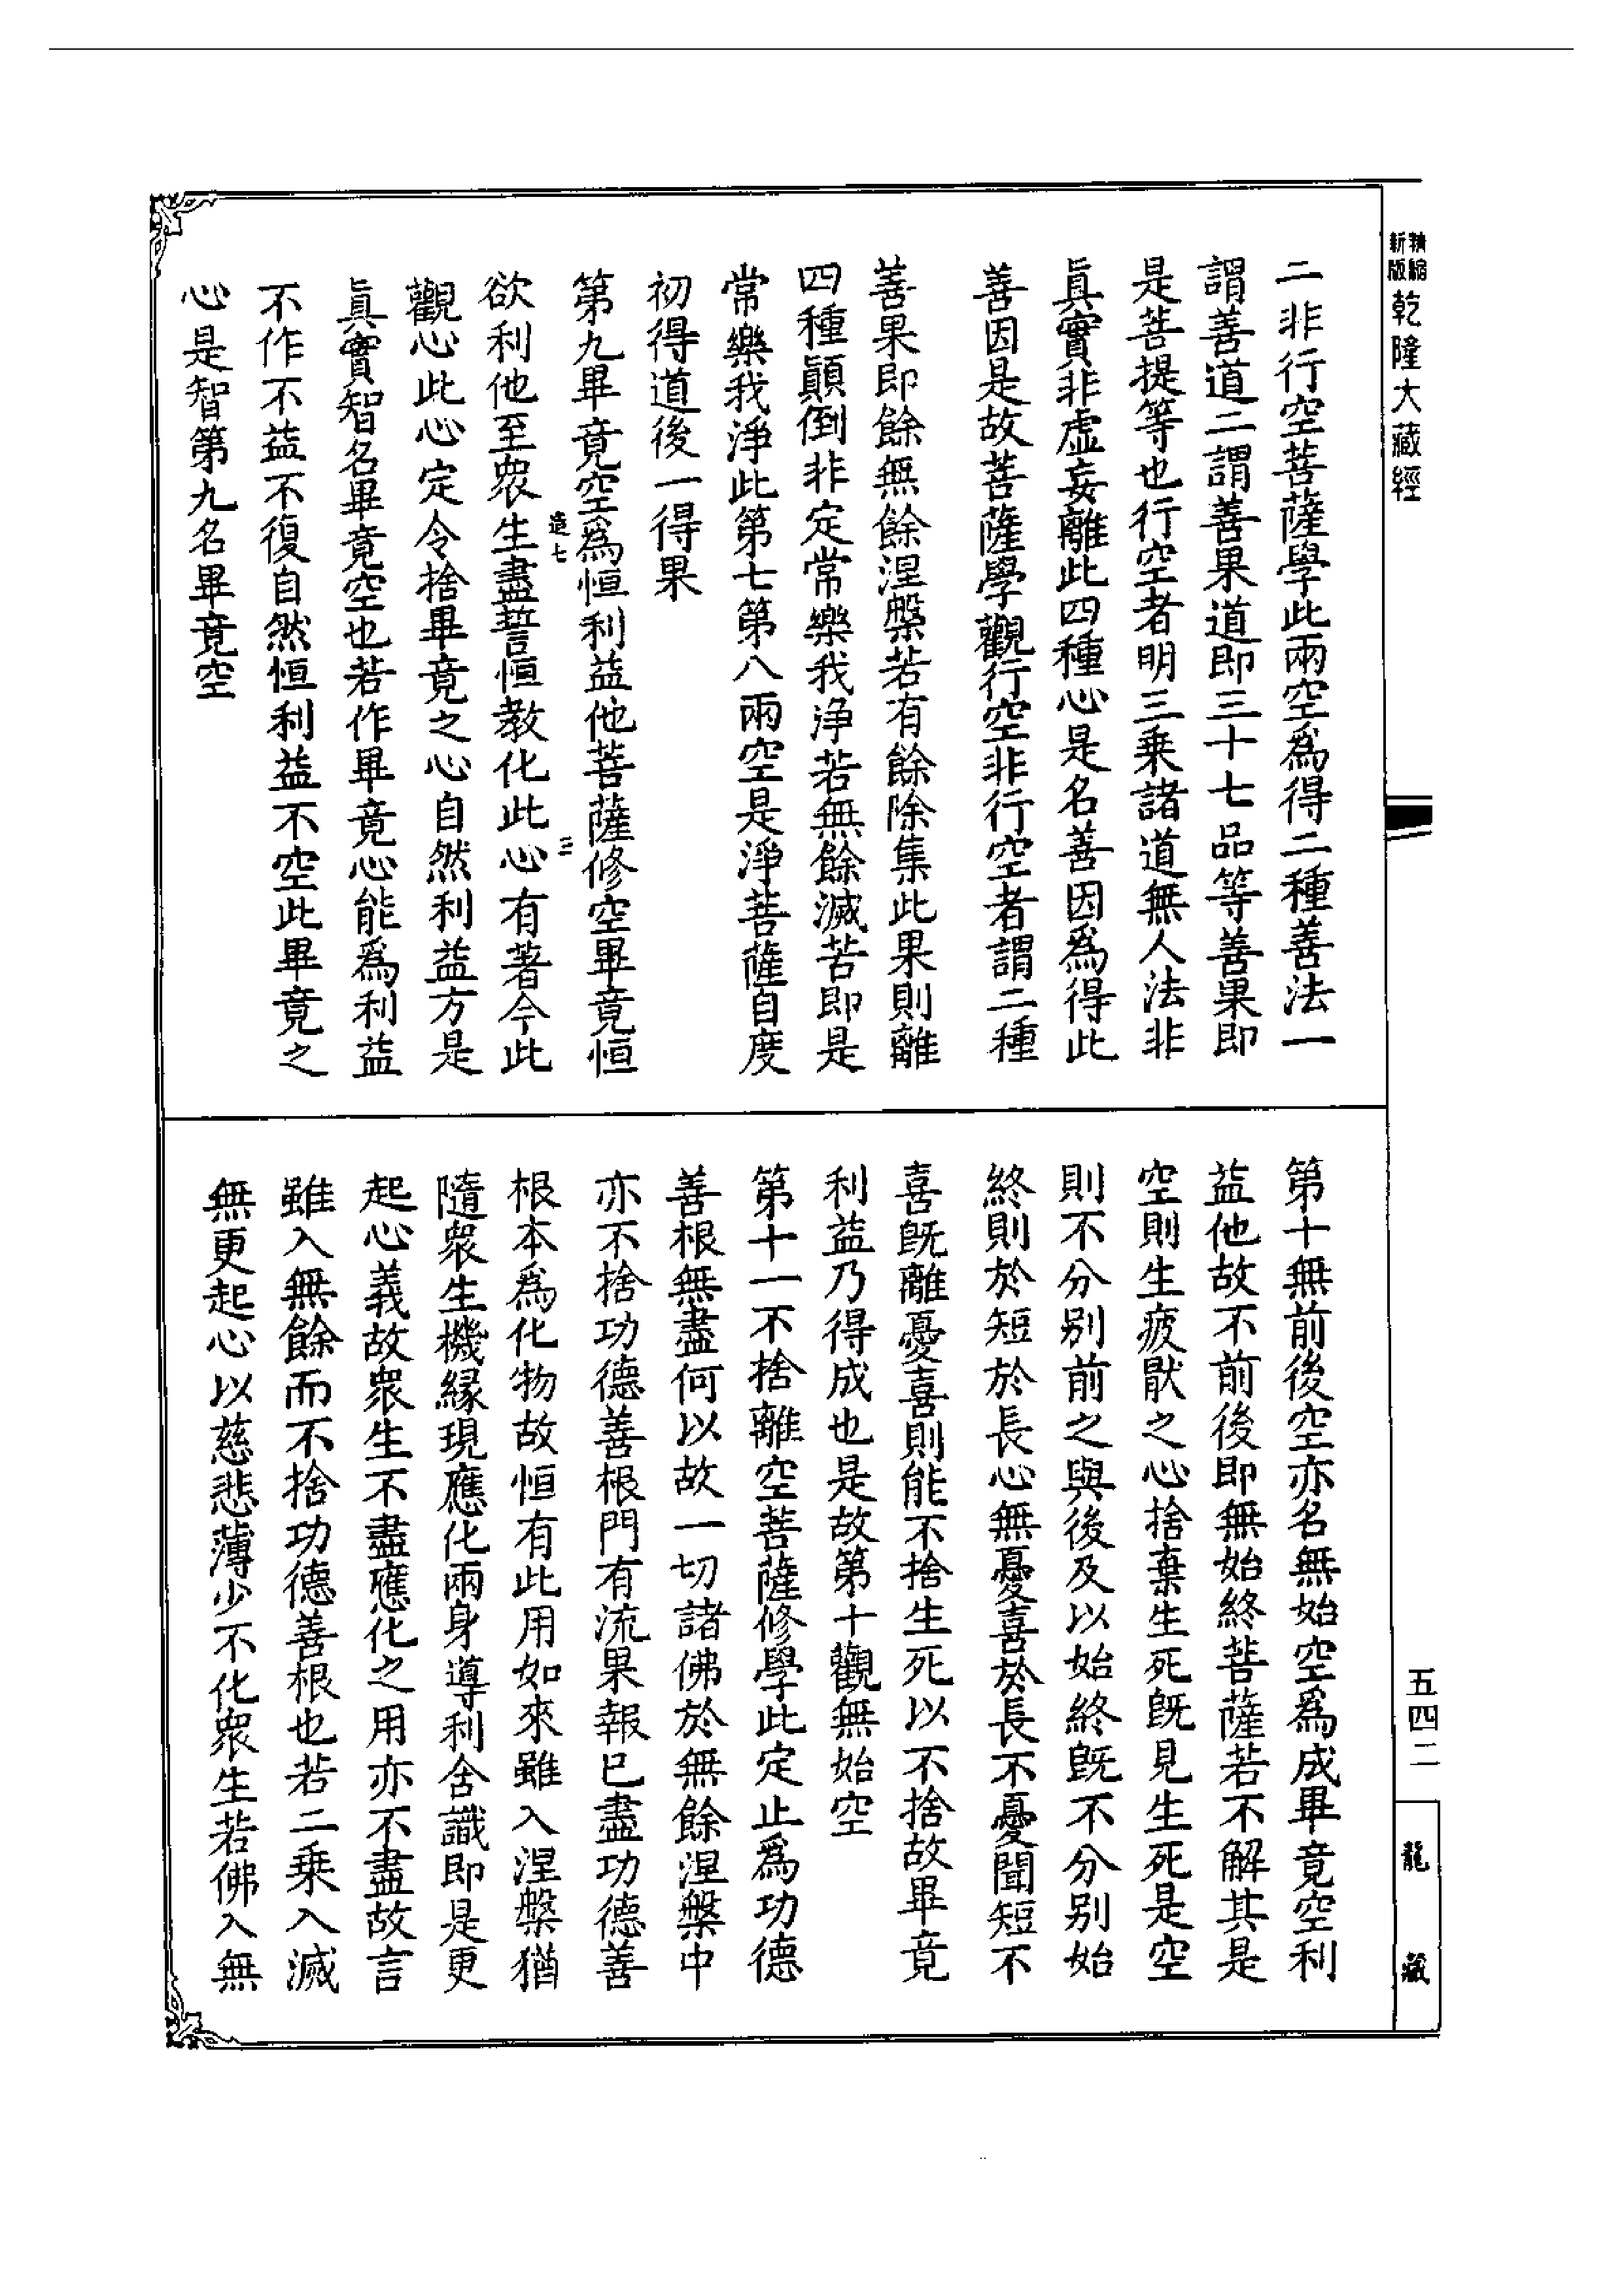 精縮新版乾隆大藏經
二非行空菩薩學此兩空爲得二種善法一
謂善道二謂善果道即三十七品等善果即
是菩提等也行空者明三乘諸道無人法非
眞實非虛妄離此四種心是名善因爲得此
善因是故菩薩學觀行空非行空者謂二種
善果即餘無餘涅槃若有餘除集此果則離
四種顚倒非定常樂我淨若無餘滅苦即是
常樂我淨此第七第八兩空是淨菩薩自度
初得道後一得果
第九畢竟空爲恒利益他菩薩修空畢竟恒
造七 三
欲利他至衆生盡誓恒教化此心有著今此
觀心此心定令捨畢竟之心自然利益方是
眞實智名畢竟空也若作畢竟心能爲利益
不作不益不復自然恒利益不空此畢竟之
心是智第九名畢竟空
第十無前後空亦名無始空爲成畢竟空利
益他故不前後即無始終菩薩若不解其是
空則生疲猒之心捨棄生死旣見生死是空
則不分别前之與後及以始終旣不分别始
終則於短於長心無憂喜於長不憂聞短不
喜旣離憂喜則能不捨生死以不捨故畢竟
利益乃得成也是故第十觀無始空
第十一不捨離空菩薩修學此定止爲功德
善根無盡何以故一切諸佛於無餘涅槃中
亦不捨功德善根門有流果報已盡功德善
根本爲化物故恒有此用如來雖入涅槃猶
隨衆生機緣現應化兩身導利含識即是更
起心義故衆生不盡應化之用亦不盡故言
雖入無餘而不捨功德善根也若二乘入滅
無更起心以慈悲薄少不化衆生若佛入無
五四二
龍藏